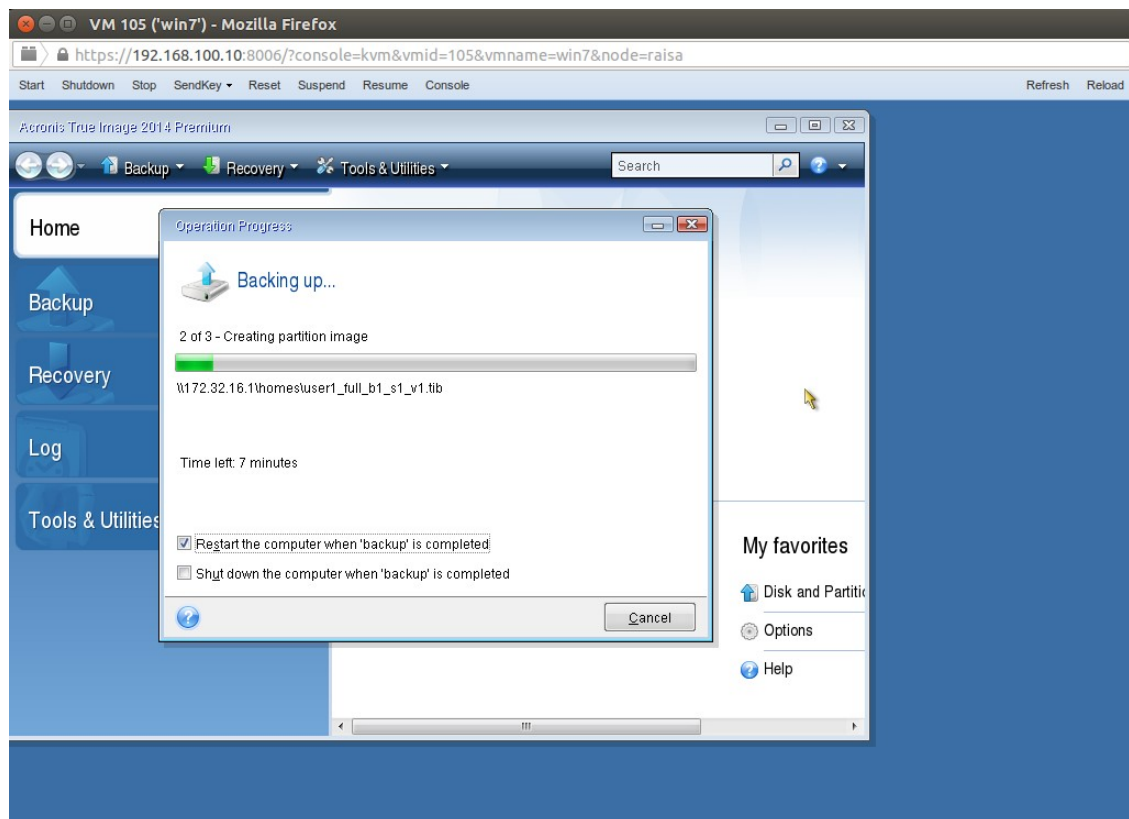 VM 105 ('win7') - Mozilla Firefox
https://192.168.100.10:8006/?console=kvm&vmid=105&vmname=win7&node=raisa
Start Shutdown Stop SendKey Reset Suspend Resume Console Refresh Reload
Acronis True Image 2014 Premium
Backup Recovery Tools & Utilities Search
Home
Backup
Recovery
Log
Tools & Utilities
Operation Progress
Backing up...
2 of 3 - Creating partition image
\\172.32.16.1\homes\user1_full_b1_s1_v1.tib
Time left: 7 minutes
Restart the computer when 'backup' is completed
Shut down the computer when 'backup' is completed
Cancel
My favorites
Disk and Partitic
Options
Help